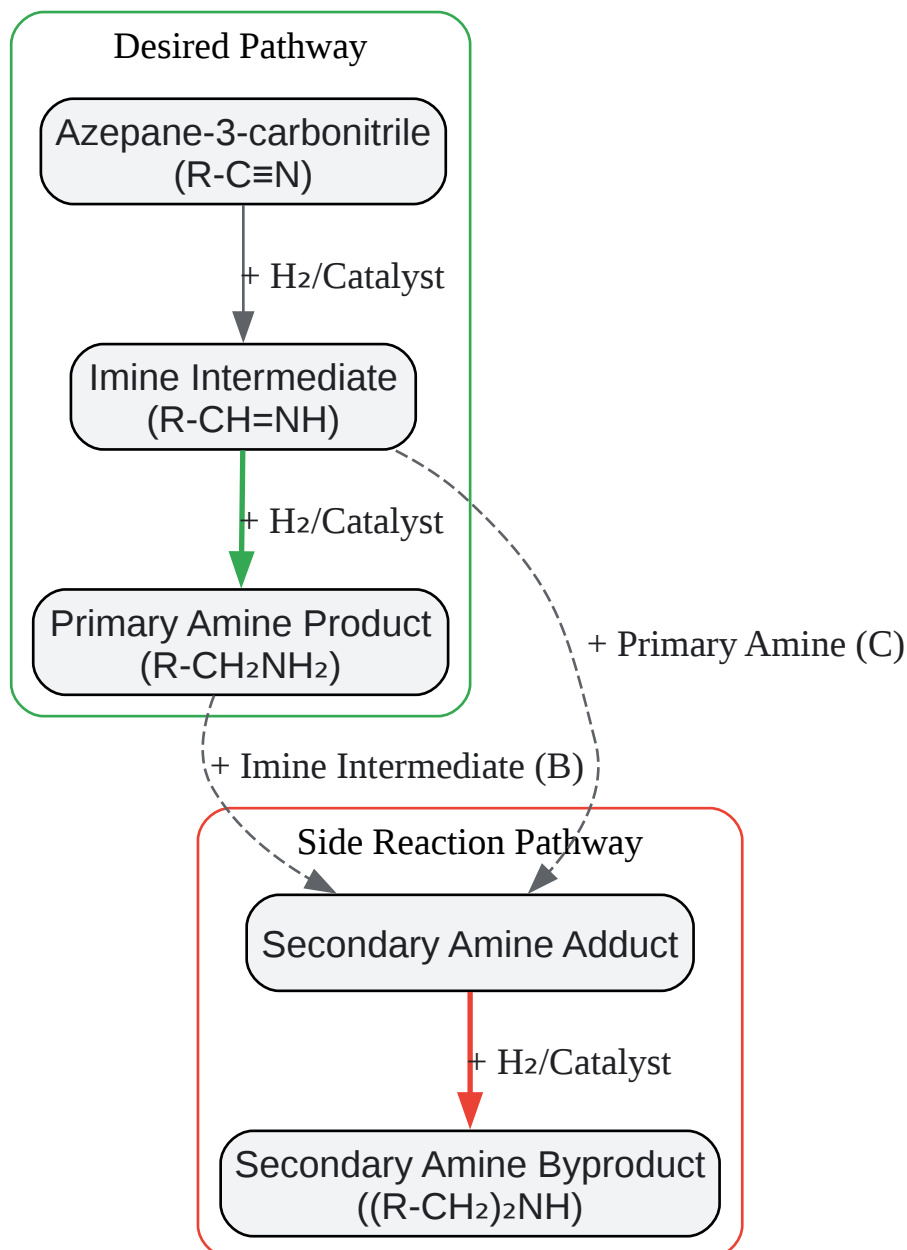 Desired Pathway
Azepane-3-carbonitrile
(R-C≡N)
+ H₂/Catalyst
Imine Intermediate
(R-CH=NH)
+ H₂/Catalyst
Primary Amine Product
(R-CH₂NH₂)
+ Primary Amine (C)
+ Imine Intermediate (B)
Side Reaction Pathway
Secondary Amine Adduct
+ H₂/Catalyst
Secondary Amine Byproduct
((R-CH₂)₂NH)